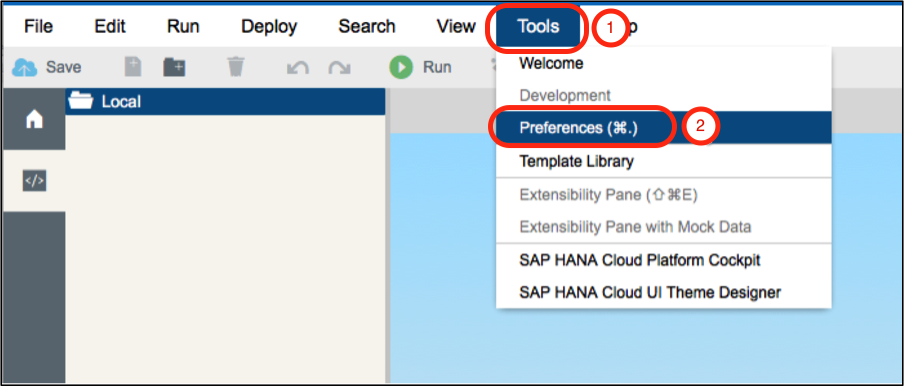 File Edit Run Deploy Search View Tools 1 p
Save Run
Welcome
Local
Development
Preferences (⌘.) 2
Template Library
</>
Extensibility Pane (⇧⌘E)
Extensibility Pane with Mock Data
SAP HANA Cloud Platform Cockpit
SAP HANA Cloud UI Theme Designer